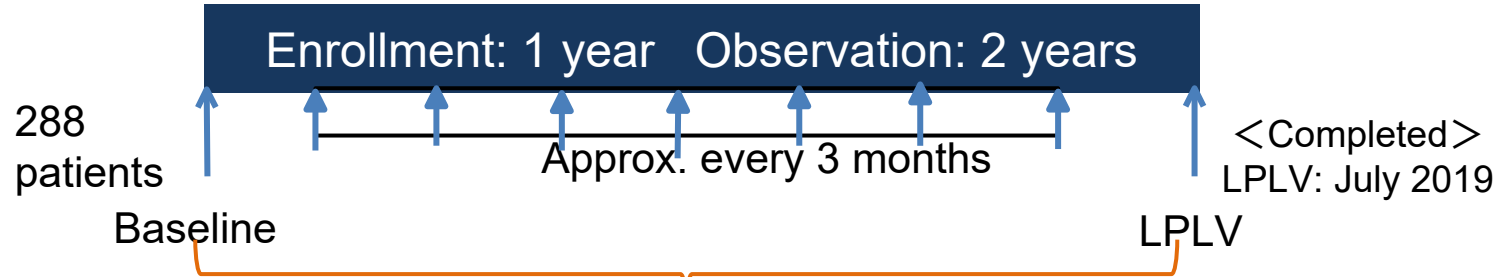 Enrollment: 1 year Observation: 2 years
288
patients
Approx. every 3 months
<Completed>
LPLV: July 2019
Baseline
LPLV